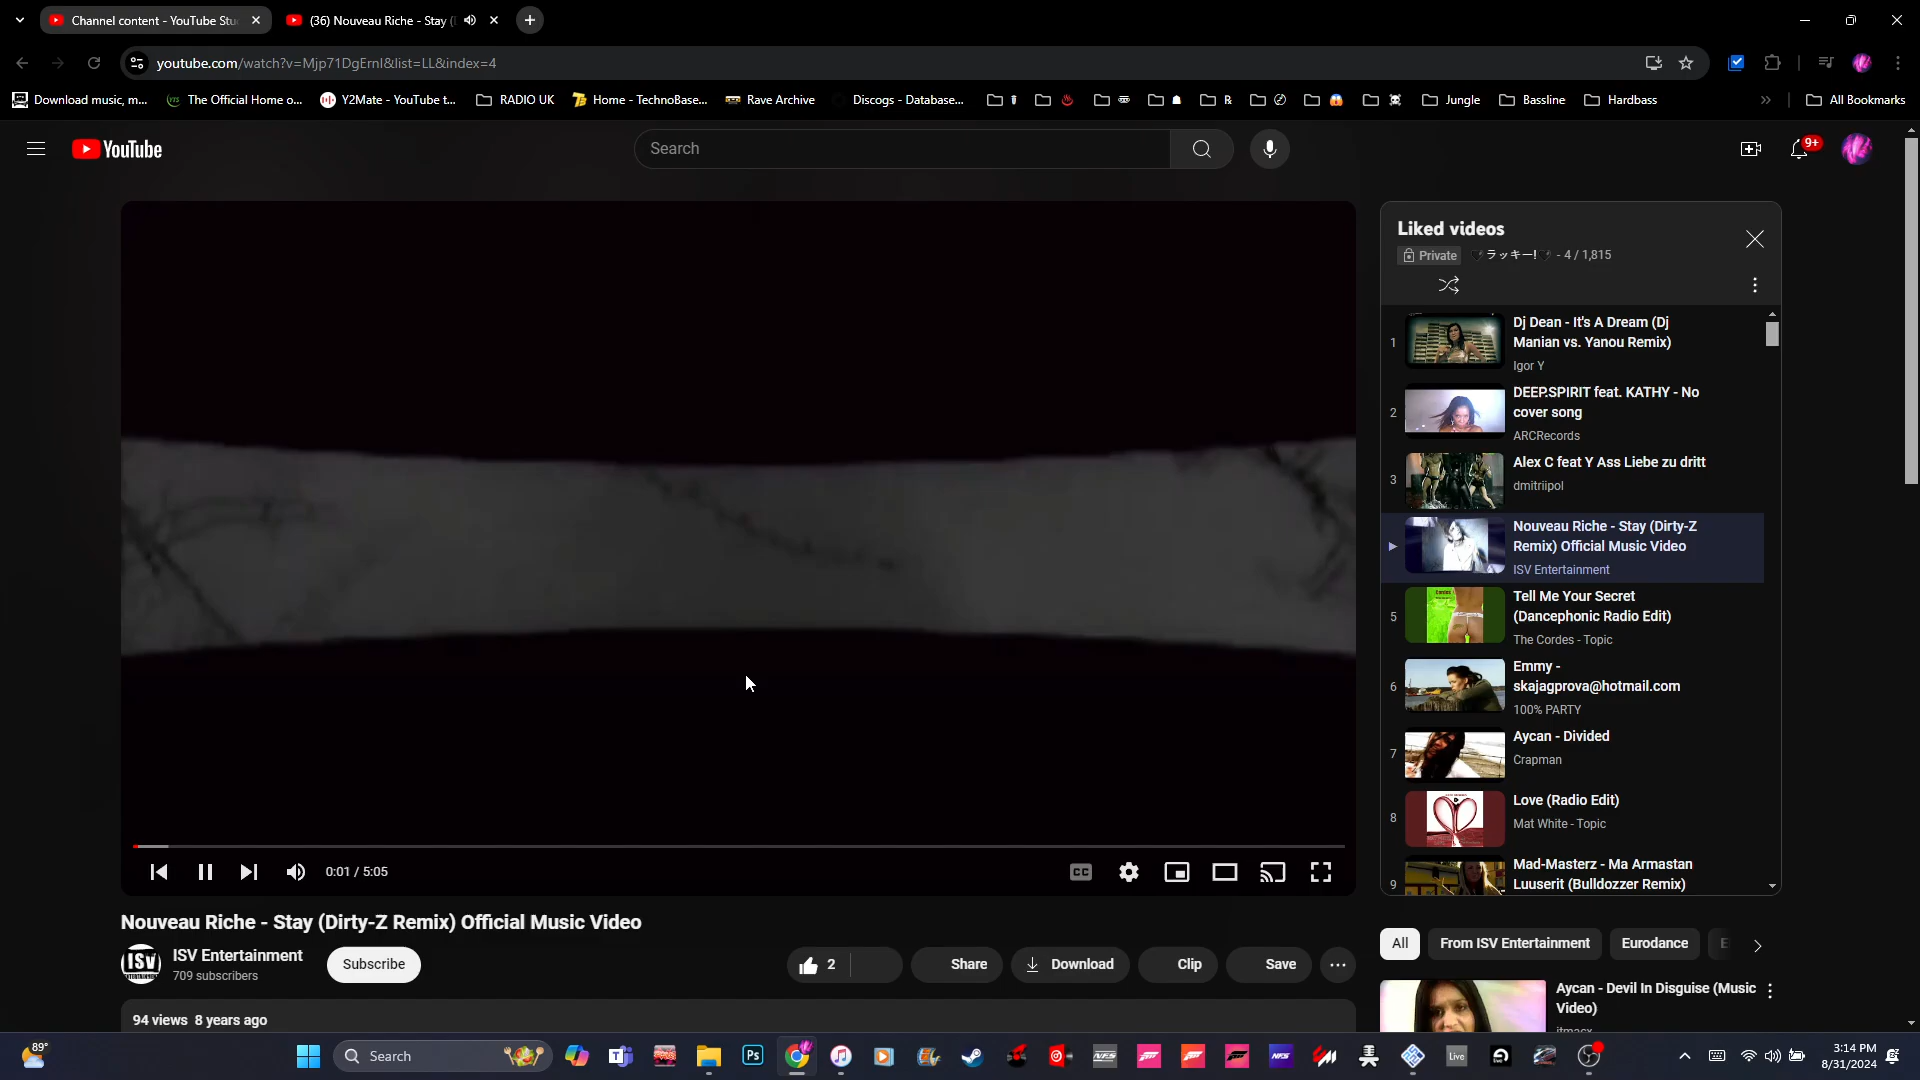 Channel content - YouTube Stu
(36) Nouveau Riche - Stay (D
youtube.com/watch?v=Mjp71DgErnI&list=LL&index=4
Download music, m...
The Official Home o...
Y2Mate - YouTube t...
RADIO UK
Home - TechnoBase...
Rave Archive
Discogs - Database...
Jungle
Bassline
Hardbass
All Bookmarks
YouTube
Search
9+
Liked videos
Private
ラッキー! - 4 / 1,815
1
Dj Dean - It's A Dream (Dj
Manian vs. Yanou Remix)
Igor Y
2
DEEP.SPIRIT feat. KATHY - No
cover song
ARCRecords
3
Alex C feat Y Ass Liebe zu dritt
dmitriipol
Nouveau Riche - Stay (Dirty-Z
Remix) Official Music Video
ISV Entertainment
5
Tell Me Your Secret
(Dancephonic Radio Edit)
The Cordes - Topic
6
Emmy -
skajagprova@hotmail.com
100% PARTY
7
Aycan - Divided
Crapman
8
Love (Radio Edit)
Mat White - Topic
9
Mad-Masterz - Ma Armastan
Luuserit (Bulldozzer Remix)
0:01 / 5:05
CC
Nouveau Riche - Stay (Dirty-Z Remix) Official Music Video
ISV
ISV Entertainment
709 subscribers
Subscribe
2
Share
Download
Clip
Save
94 views 8 years ago
All
From ISV Entertainment
Eurodance
E
Aycan - Devil In Disguise (Music
Video)
itmacx
89°
Search
Ps
NFS
NFS
Live
3:14 PM
8/31/2024